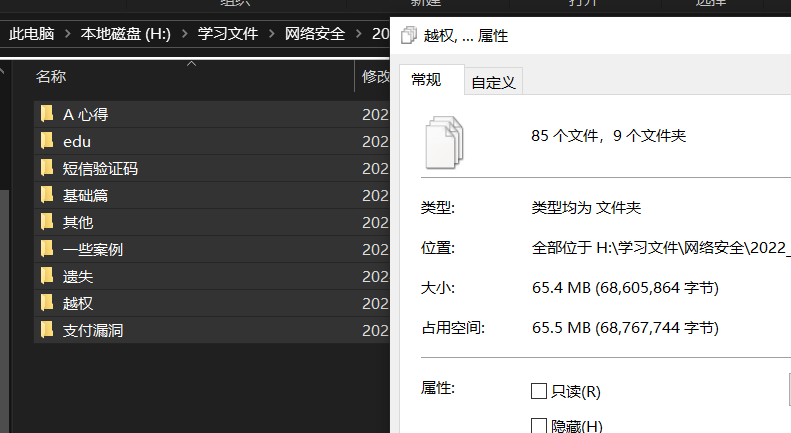 组织
新建
打开
选择
此电脑 > 本地磁盘 (H:) > 学习文件 > 网络安全 > 20
名称
修改
A 心得
202
edu
202
短信验证码
202
基础篇
202
其他
202
一些案例
202
遗失
202
越权
202
支付漏洞
202
越权, ... 属性
常规
自定义
85 个文件，9 个文件夹
类型:
类型均为 文件夹
位置:
全部位于 H:\学习文件\网络安全\2022_
大小:
65.4 MB (68,605,864 字节)
占用空间:
65.5 MB (68,767,744 字节)
属性:
只读(R)
隐藏(H)